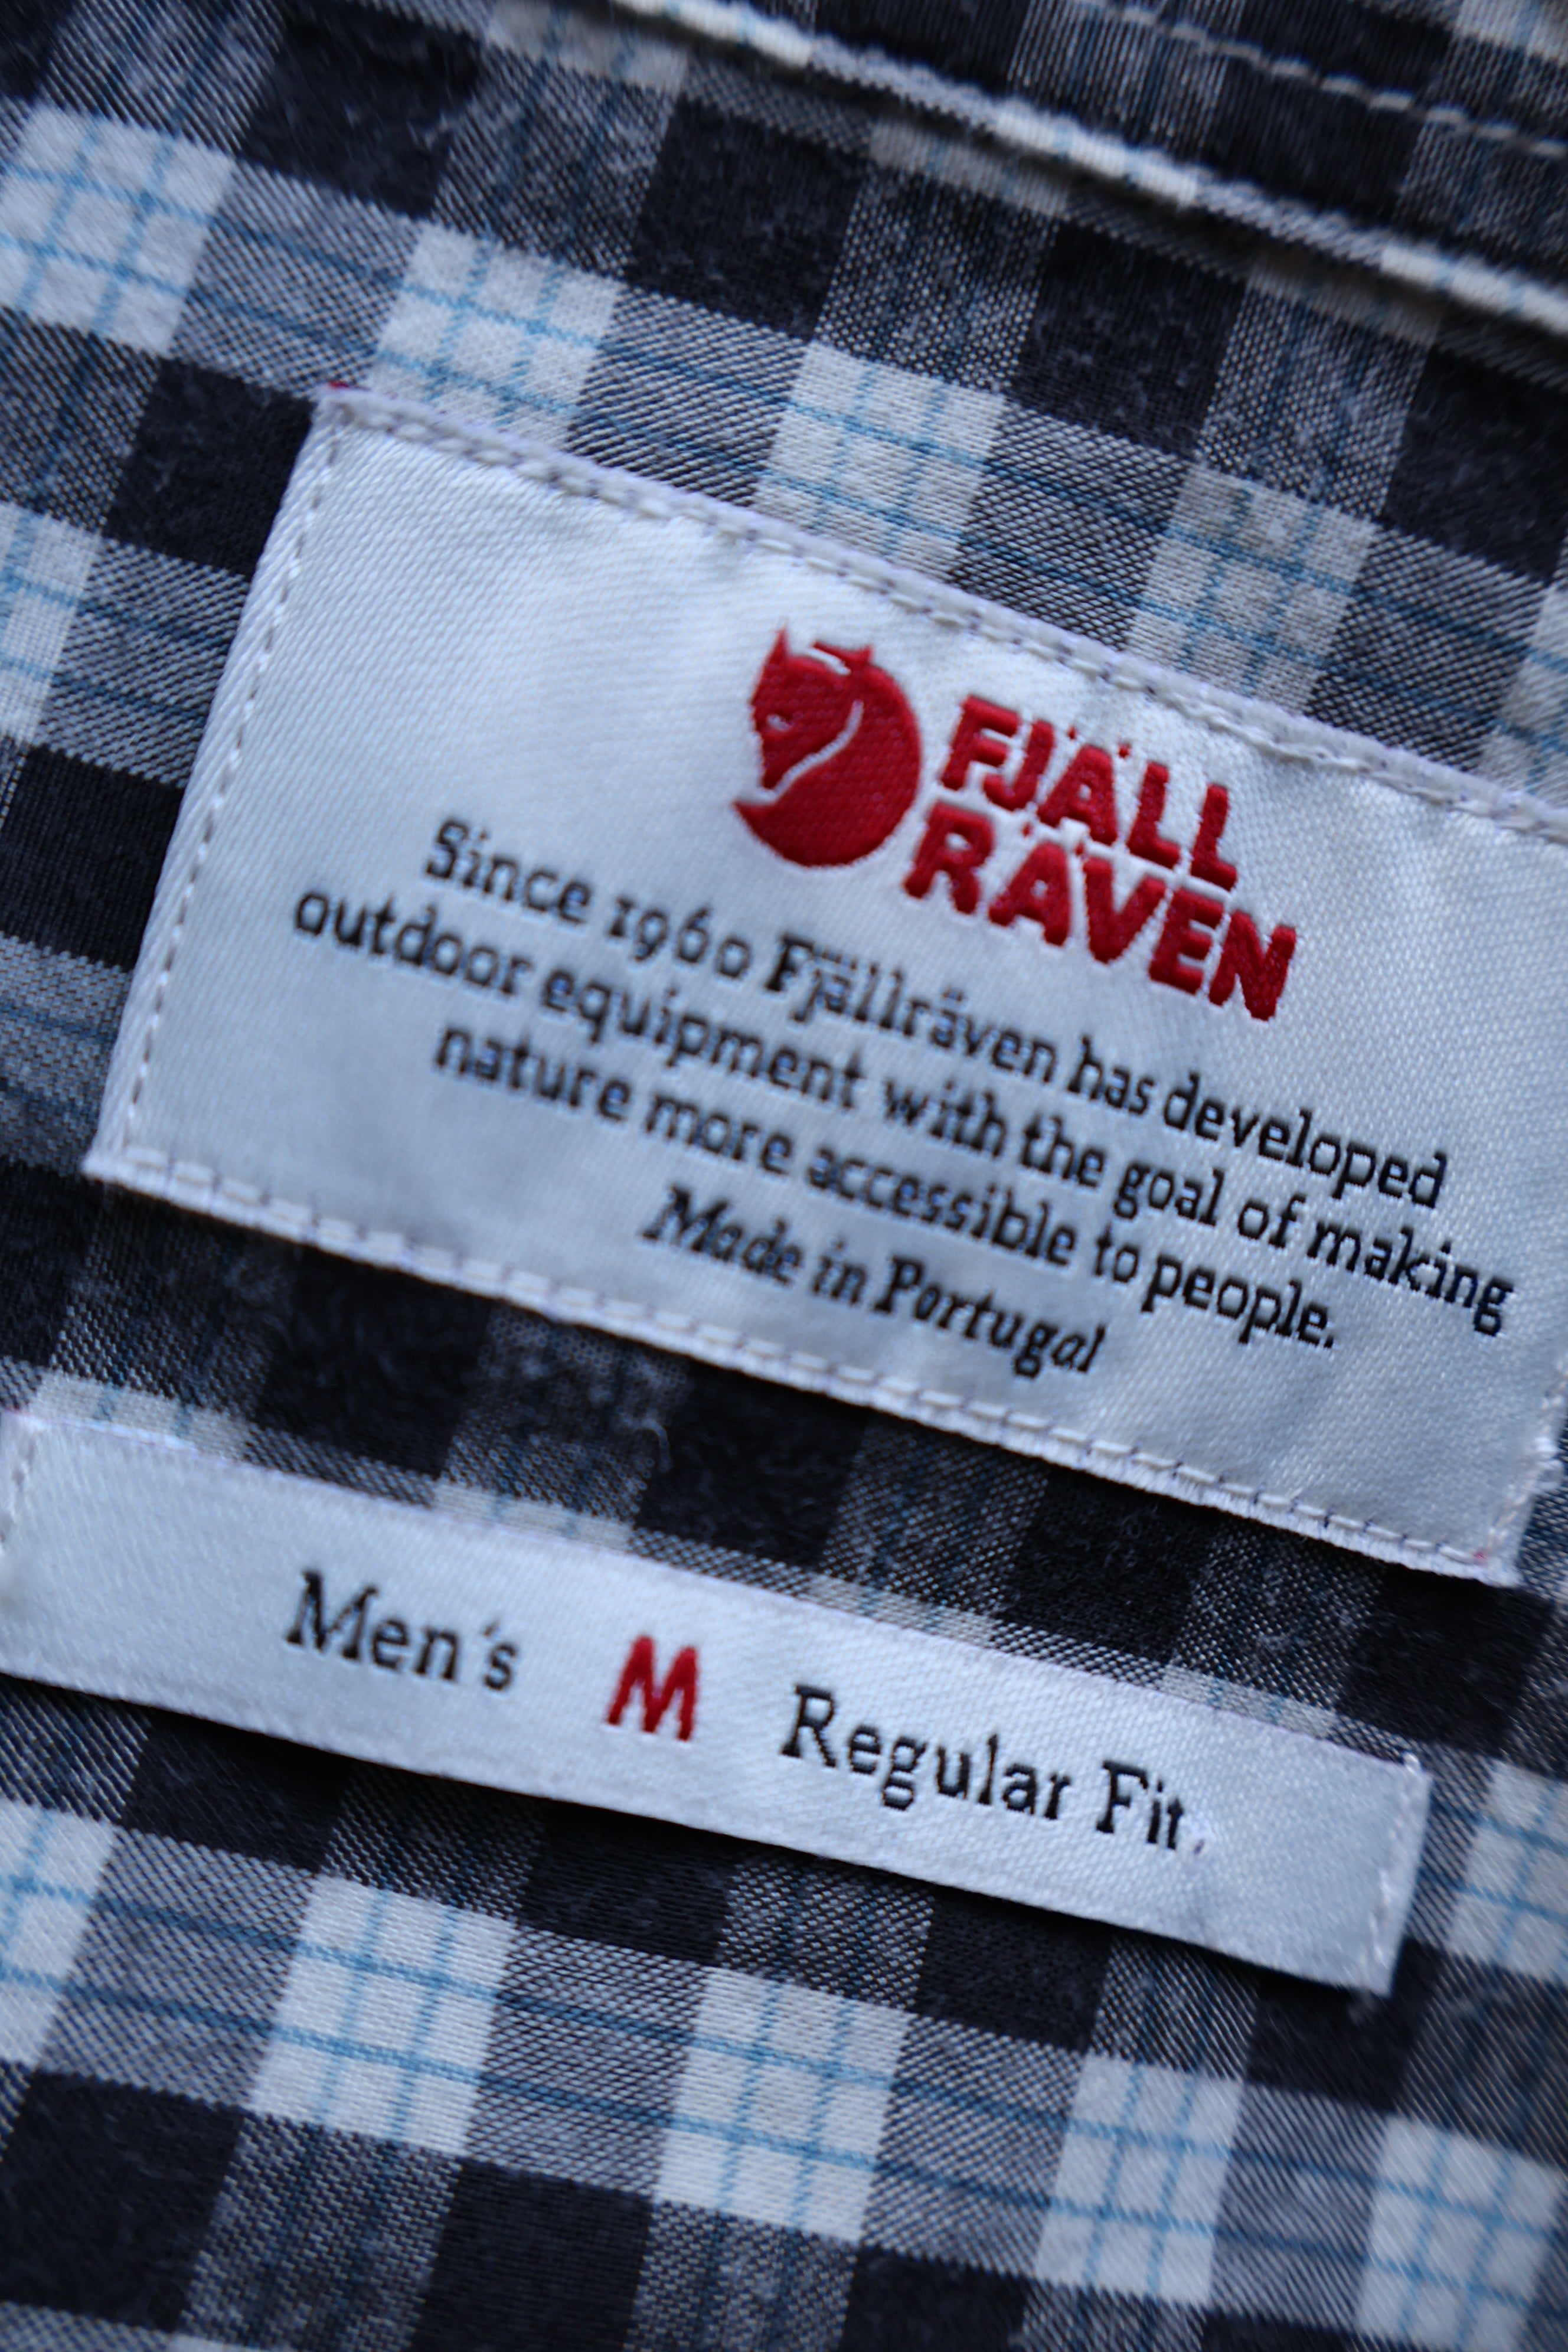 FJÄLL
RÄVEN
Since 1960 Fjällräven has developed
outdoor equipment with the goal of making
nature more accessible to people.
Made in Portugal
Men's M Regular Fit.